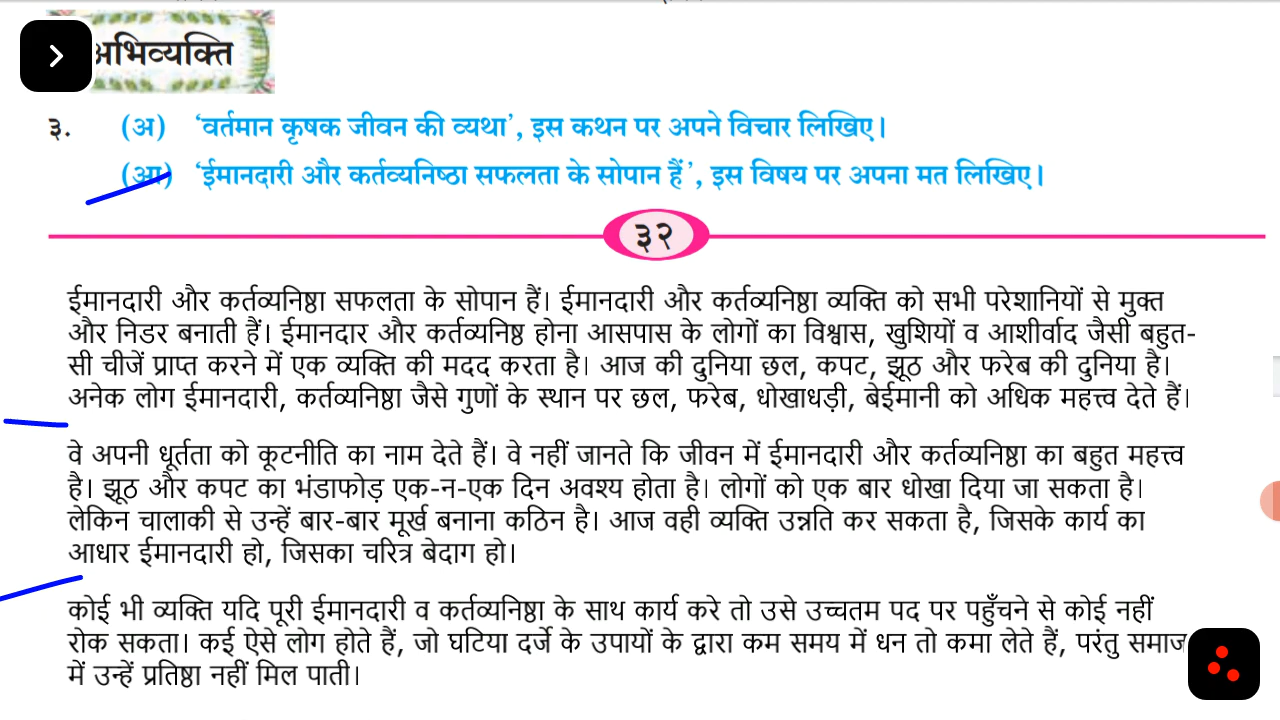 अभिव्यक्ति
३. (अ) ‘वर्तमान कृषक जीवन की व्यथा’, इस कथन पर अपने विचार लिखिए।
(आ) ‘ईमानदारी और कर्तव्यनिष्ठा सफलता के सोपान हैं’, इस विषय पर अपना मत लिखिए।
३२
ईमानदारी और कर्तव्यनिष्ठा सफलता के सोपान हैं। ईमानदारी और कर्तव्यनिष्ठा व्यक्ति को सभी परेशानियों से मुक्त
और निडर बनाती हैं। ईमानदार और कर्तव्यनिष्ठ होना आसपास के लोगों का विश्वास, खुशियों व आशीर्वाद जैसी बहुत-
सी चीजें प्राप्त करने में एक व्यक्ति की मदद करता है। आज की दुनिया छल, कपट, झूठ और फरेब की दुनिया है।
अनेक लोग ईमानदारी, कर्तव्यनिष्ठा जैसे गुणों के स्थान पर छल, फरेब, धोखाधड़ी, बेईमानी को अधिक महत्त्व देते हैं।
वे अपनी धूर्तता को कूटनीति का नाम देते हैं। वे नहीं जानते कि जीवन में ईमानदारी और कर्तव्यनिष्ठा का बहुत महत्त्व
है। झूठ और कपट का भंडाफोड़ एक-न-एक दिन अवश्य होता है। लोगों को एक बार धोखा दिया जा सकता है।
लेकिन चालाकी से उन्हें बार-बार मूर्ख बनाना कठिन है। आज वही व्यक्ति उन्नति कर सकता है, जिसके कार्य का
आधार ईमानदारी हो, जिसका चरित्र बेदाग हो।
कोई भी व्यक्ति यदि पूरी ईमानदारी व कर्तव्यनिष्ठा के साथ कार्य करे तो उसे उच्चतम पद पर पहुँचने से कोई नहीं
रोक सकता। कई ऐसे लोग होते हैं, जो घटिया दर्जे के उपायों के द्वारा कम समय में धन तो कमा लेते हैं, परंतु समाज
में उन्हें प्रतिष्ठा नहीं मिल पाती।